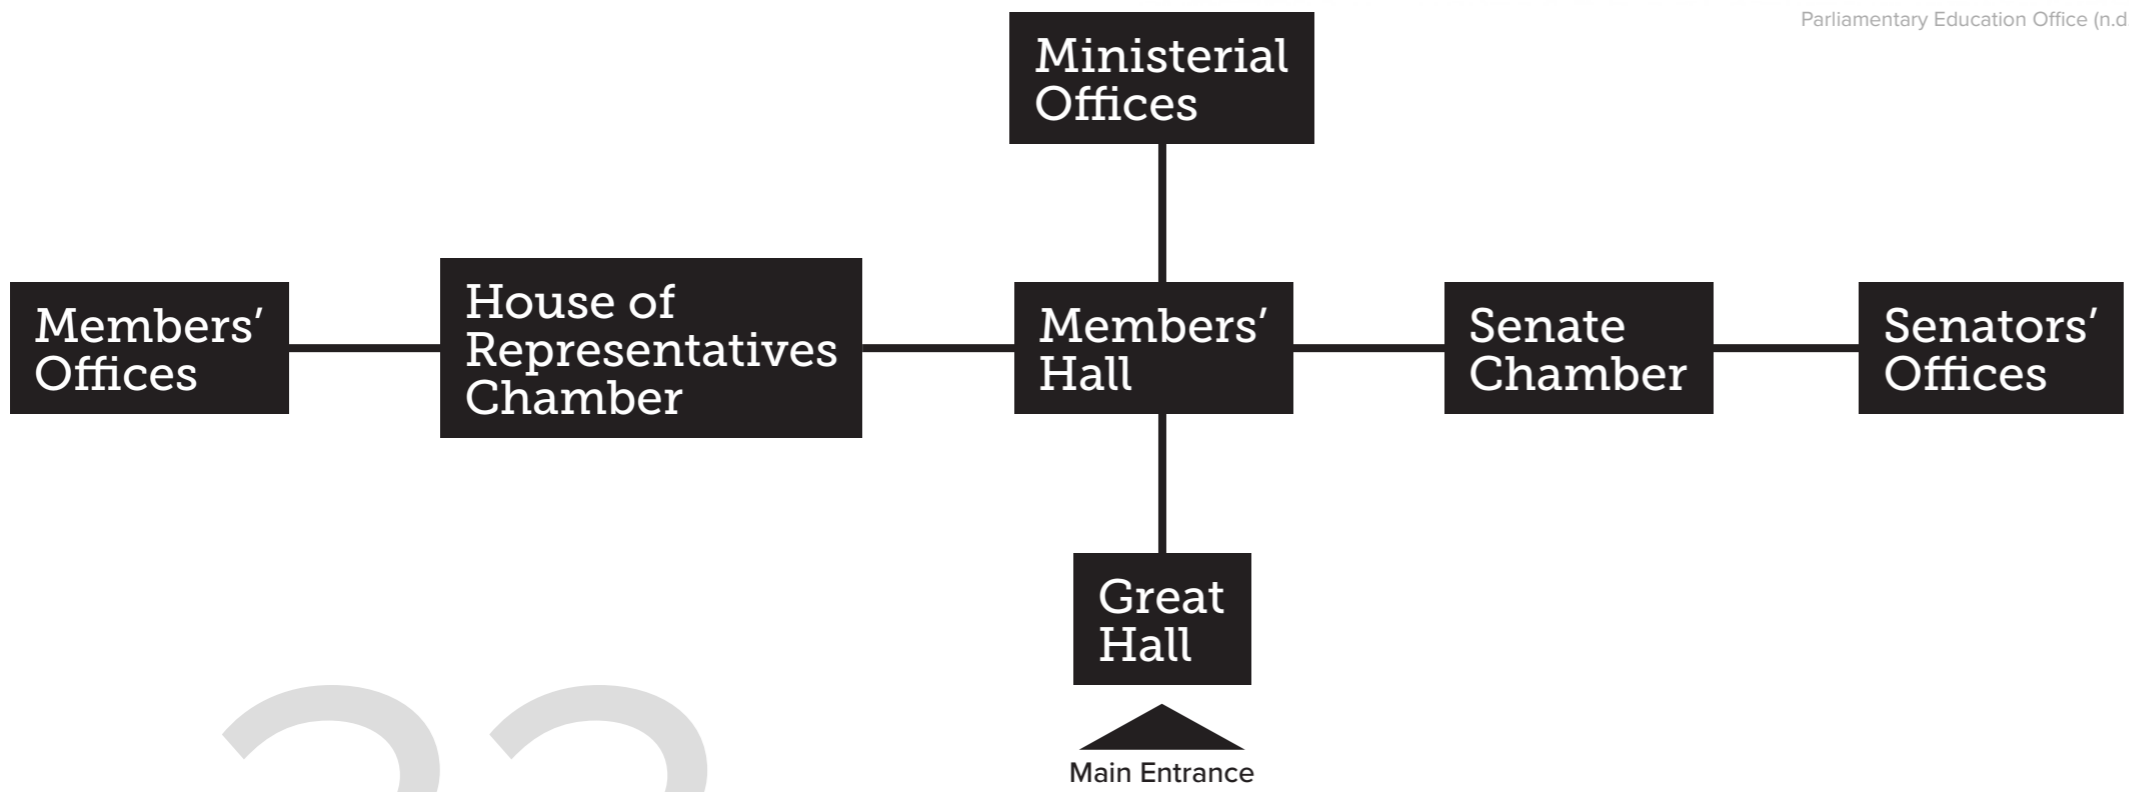 Parliamentary Education Office (n.d.
Ministerial
Offices
Members’
Offices
House of
Representatives
Chamber
Members’
Hall
Senate
Chamber
Senators’
Offices
Great
Hall
Main Entrance